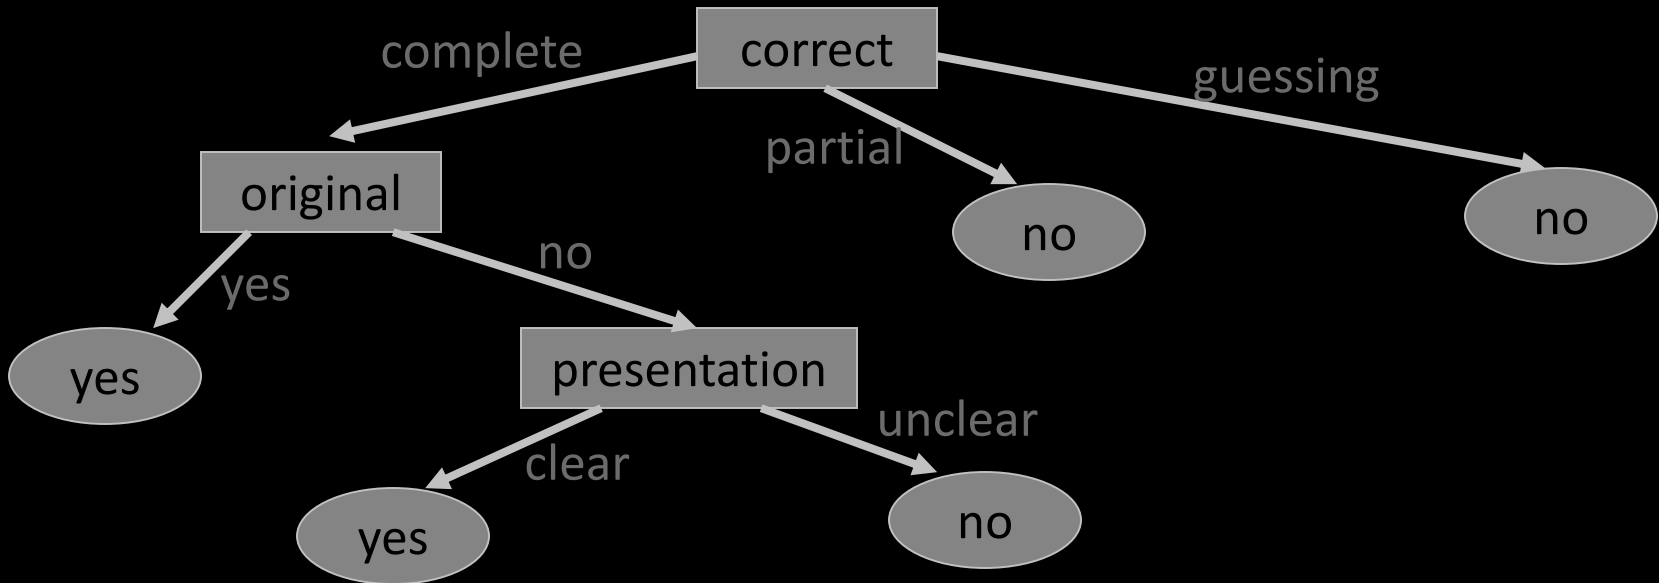 correct
complete
guessing
partial
original
no
no
no
yes
yes
presentation
unclear
clear
no
yes